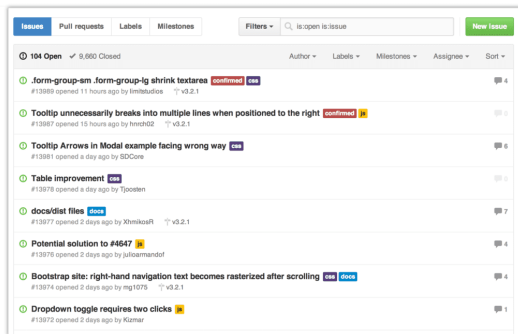 Issues Pull requests Labels Milestones Filters is:open is:issue New Issue
104 Open 9,660 Closed Author Labels Milestones Assignee Sort
.form-group-sm .form-group-lg shrink textarea confirmed css 4
#13989 opened 11 hours ago by limitstudios v3.2.1
Tooltip unnecessarily breaks into multiple lines when positioned to the right confirmed js 0
#13987 opened 15 hours ago by hnrch02 v3.2.1
Tooltip Arrows in Modal example facing wrong way css 6
#13981 opened a day ago by SDCore
Table improvement css 0
#13978 opened a day ago by Tjoosten
docs/dist files docs 7
#13977 opened 2 days ago by XhmikosR v3.2.1
Potential solution to #4647 js 4
#13976 opened 2 days ago by julioarmandof
Bootstrap site: right-hand navigation text becomes rasterized after scrolling css docs 4
#13974 opened 2 days ago by mg1075 v3.2.1
Dropdown toggle requires two clicks js 1
#13972 opened 2 days ago by Kizmar